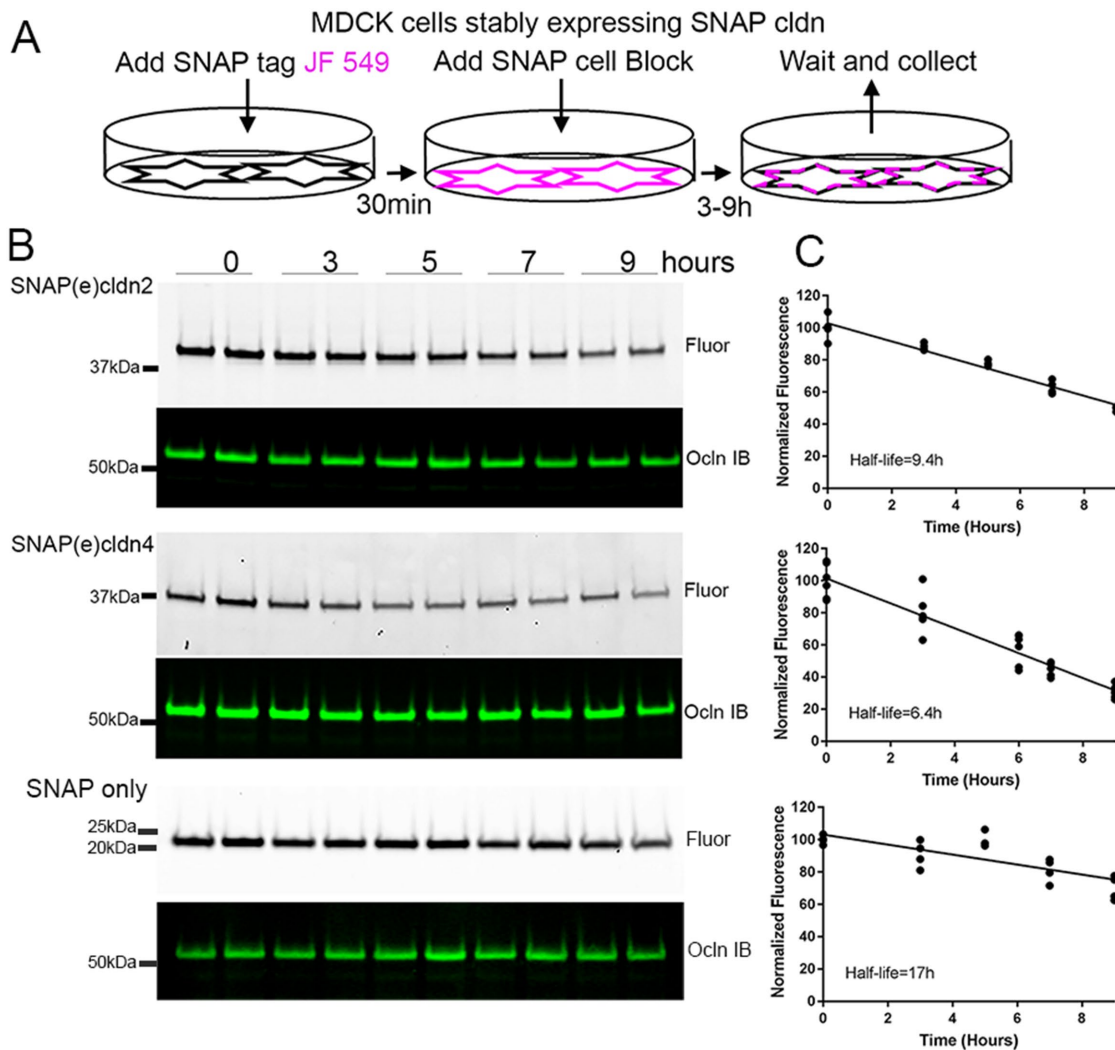 A
MDCK cells stably expressing SNAP cldn
Add SNAP tag JF 549
Add SNAP cell Block
Wait and collect
30min
3-9h
B
0 3 5 7 9 hours
SNAP(e)cldn2
Fluor
37kDa
Ocln IB
50kDa
SNAP(e)cldn4
37kDa
Fluor
50kDa
Ocln IB
SNAP only
25kDa
20kDa
Fluor
50kDa
Ocln IB
C
Normalized Fluorescence
120
100
80
60
40
20
0
Half-life=9.4h
0 2 4 6 8
Time (Hours)
Normalized Fluorescence
120
100
80
60
40
20
0
Half-life=6.4h
0 2 4 6 8
Time (Hours)
Normalized Fluorescence
120
100
80
60
40
20
0
Half-life=17h
0 2 4 6 8
Time (Hours)